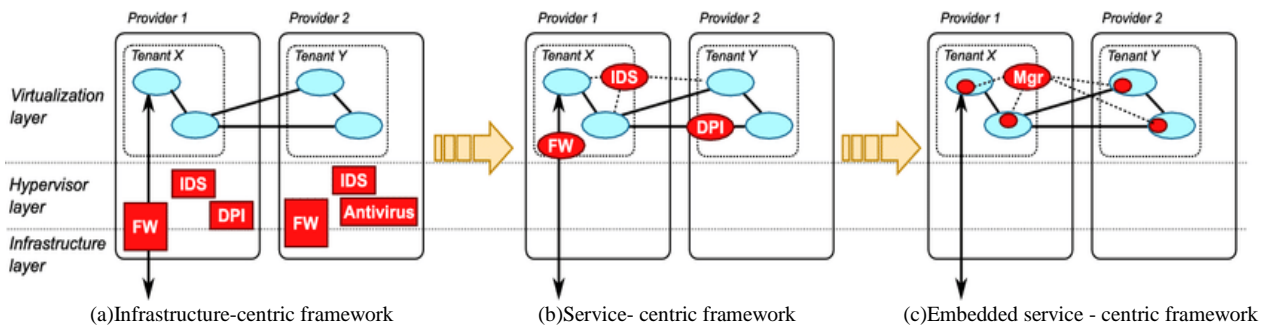 Provider 1
Provider 2
Provider 1
Provider 2
Provider 1
Provider 2
Tenant X
Tenant Y
Tenant X
Tenant Y
Tenant X
Tenant Y
IDS
Mgr
Virtualization
layer
FW
DPI
Hypervisor
layer
IDS
DPI
FW
IDS
Antivirus
FW
Infrastructure
layer
(a)Infrastructure-centric framework
(b)Service- centric framework
(c)Embedded service - centric framework